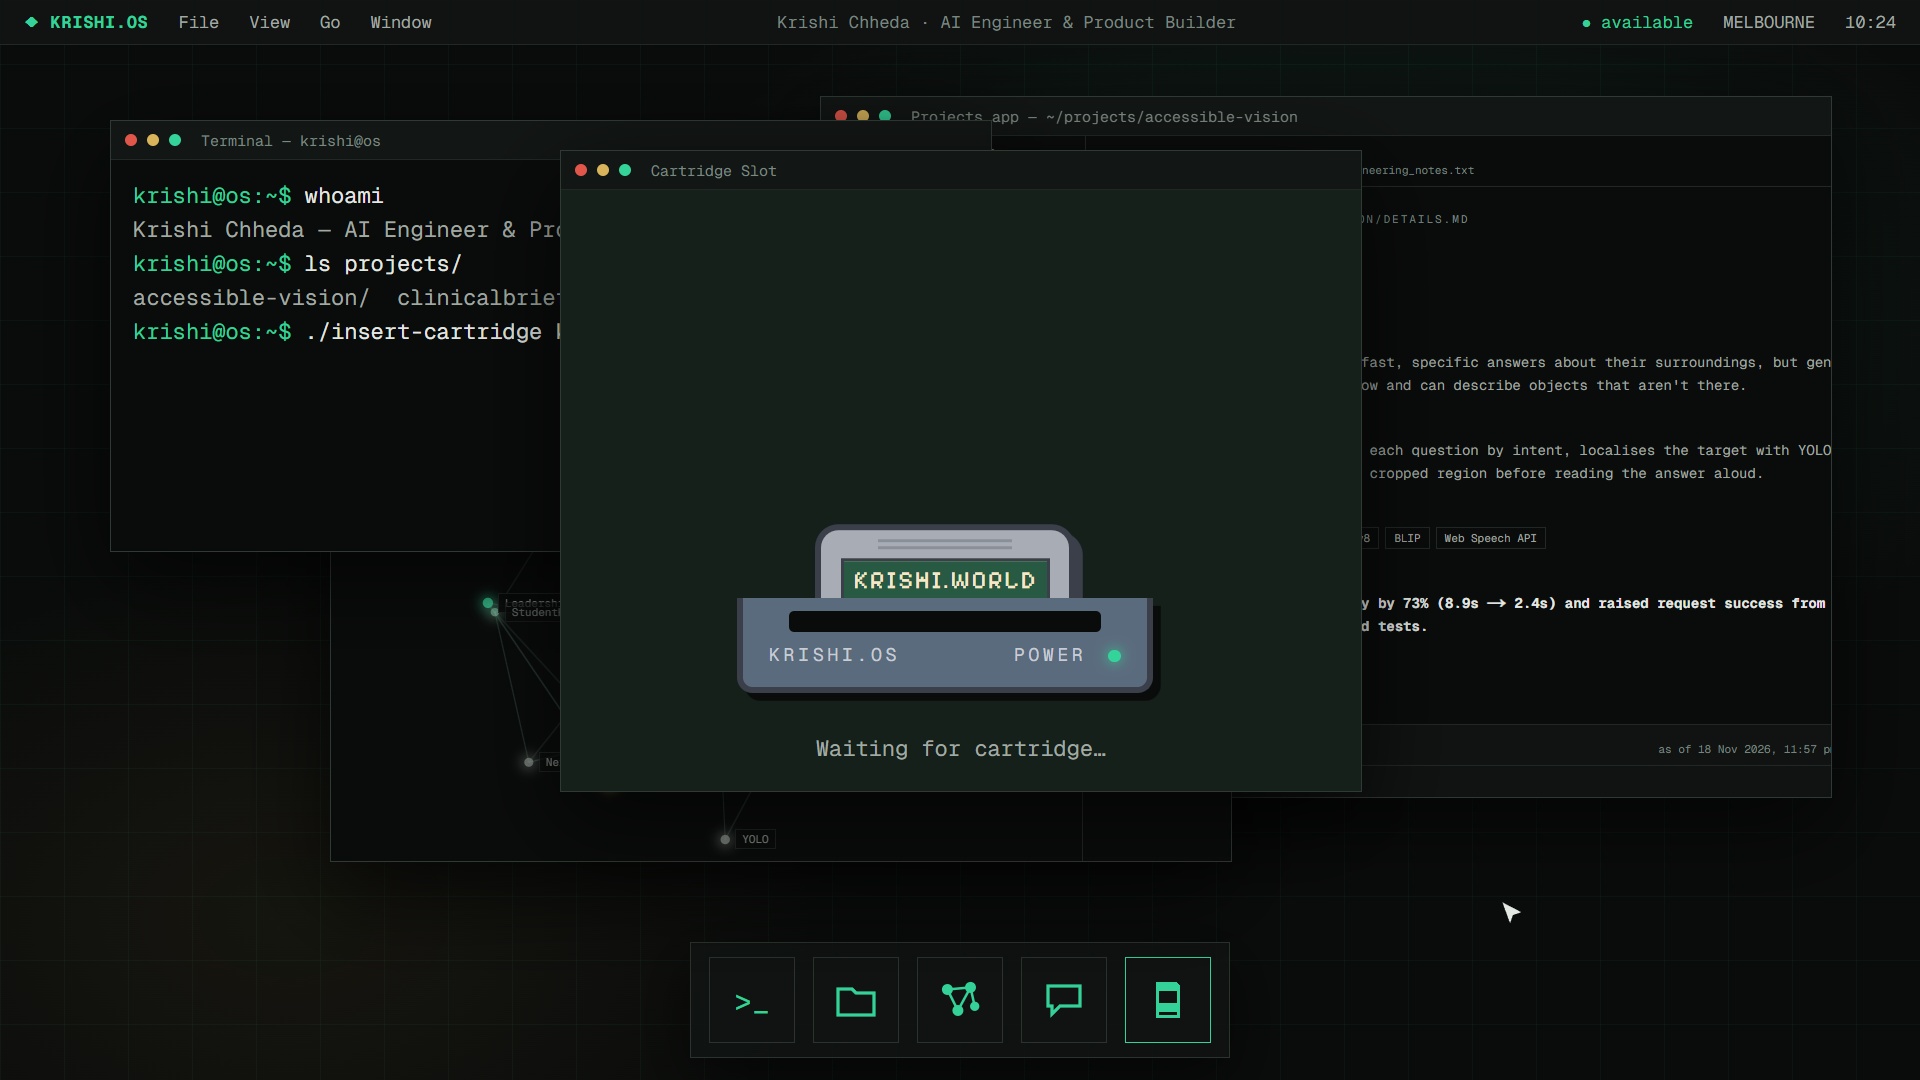 KRISHI.OS File View Go Window
Krishi Chheda · AI Engineer & Product Builder
available MELBOURNE 10:24
Projects app — ~/projects/accessible-vision
Terminal — krishi@os
krishi@os:~$ whoami
Krishi Chheda — AI Engineer &
krishi@os:~$ ls projects/
accessible-vision/
krishi@os:~$ ./insert-cartridge
Cartridge Slot
KRISHI.WORLD
KRISHI.OS POWER
Waiting for cartridge…
neering_notes.txt
ON/DETAILS.MD
fast, specific answers about their surroundings, but gen
ow and can describe objects that aren't there.
each question by intent, localises the target with YOLO
cropped region before reading the answer aloud.
BLIP
Web Speech API
y by 73% (8.9s → 2.4s) and raised request success from
d tests.
as of 18 Nov 2026, 11:57 p
YOLO
>_